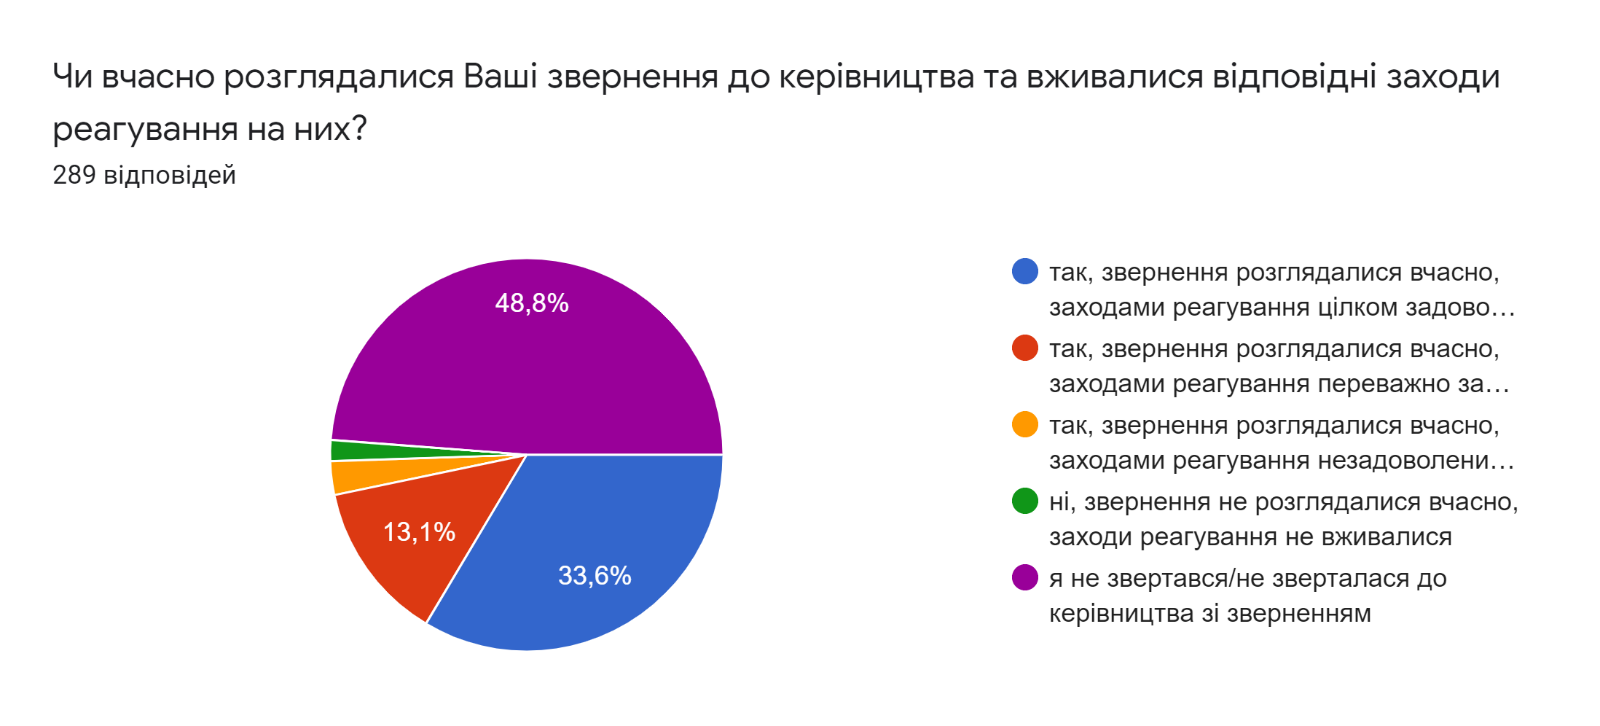 Чи вчасно розглядалися Ваші звернення до керівництва та вживалися відповідні заходи
реагування на них?
289 відповідей
48,8%
13,1%
33,6%
так, звернення розглядалися вчасно,
заходами реагування цілком задово…
так, звернення розглядалися вчасно,
заходами реагування переважно за…
так, звернення розглядалися вчасно,
заходами реагування незадоволени…
ні, звернення не розглядалися вчасно,
заходи реагування не вживалися
я не звертався/не зверталася до
керівництва зі зверненням